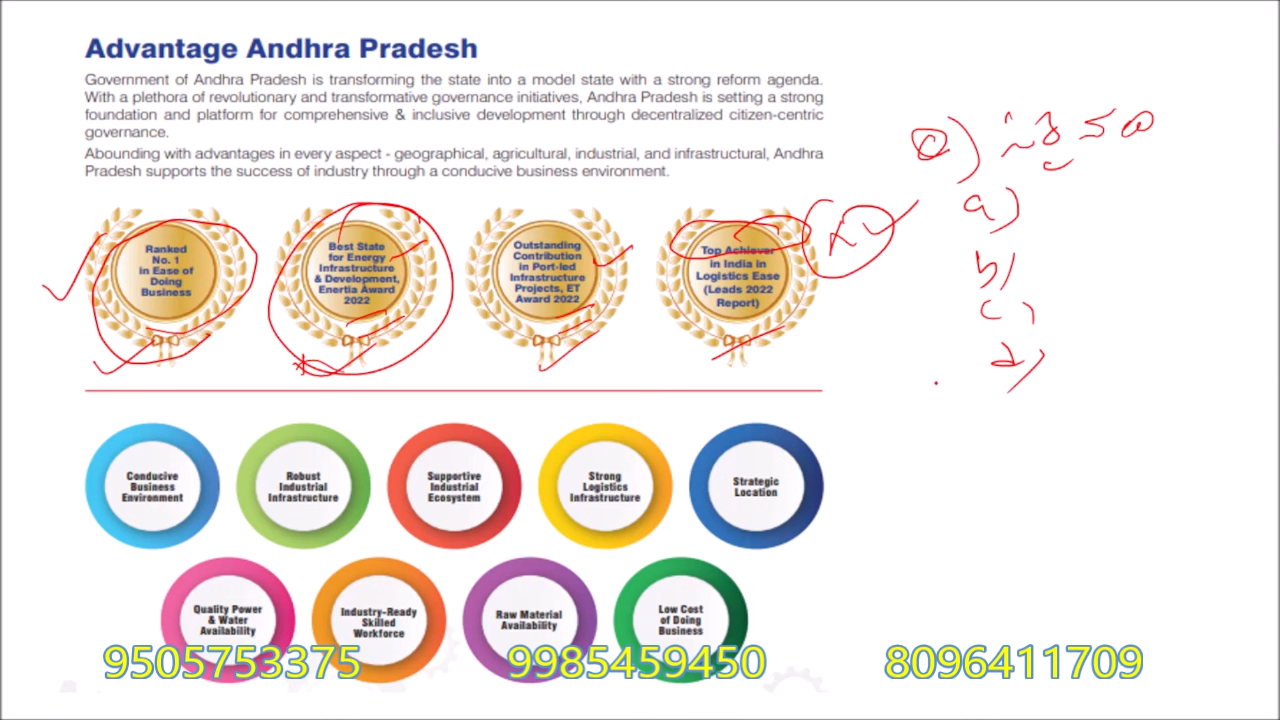 Advantage Andhra Pradesh
Government of Andhra Pradesh is transforming the state into a model state with a strong reform agenda.
With a plethora of revolutionary and transformative governance initiatives, Andhra Pradesh is setting a strong
foundation and platform for comprehensive & inclusive development through decentralized citizen-centric
governance.
Abounding with advantages in every aspect - geographical, agricultural, industrial, and infrastructural, Andhra
Pradesh supports the success of industry through a conducive business environment.
Ranked
No. 1
in Ease of
Doing
Business
Best State
for Energy
Infrastructure
& Development,
Enertia Award
2022
Outstanding
Contribution
in Port-led
Infrastructure
Projects, ET
Award 2022
Top Achiever
in India in
Logistics Ease
(Leads 2022
Report)
a)
b)
c)
d)
Conducive
Business
Environment
Robust
Industrial
Infrastructure
Supportive
Industrial
Ecosystem
Strong
Logistics
Infrastructure
Strategic
Location
Quality Power
& Water
Availability
Industry-Ready
Skilled
Workforce
Raw Material
Availability
Low Cost
of Doing
Business
9505753375 9985459450 8096411709